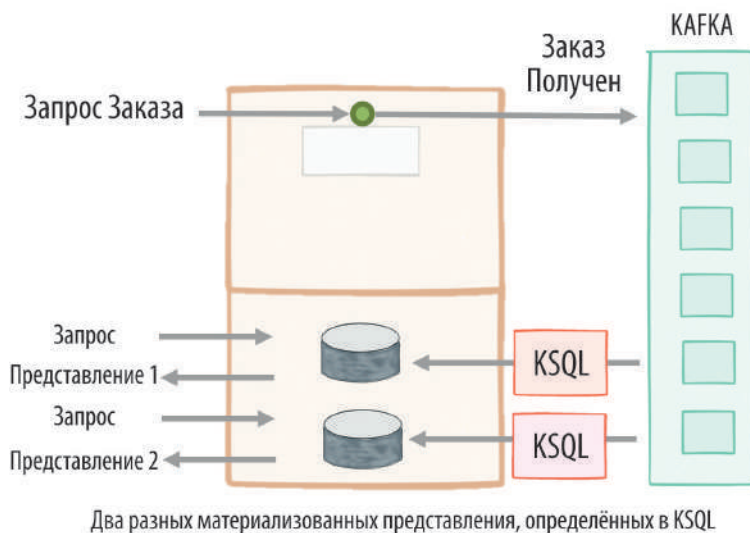 KAFKA
Заказ
Получен
Запрос Заказа
Запрос
Представление 1
Запрос
Представление 2
KSQL
KSQL
Два разных материализованных представления, определённых в KSQL